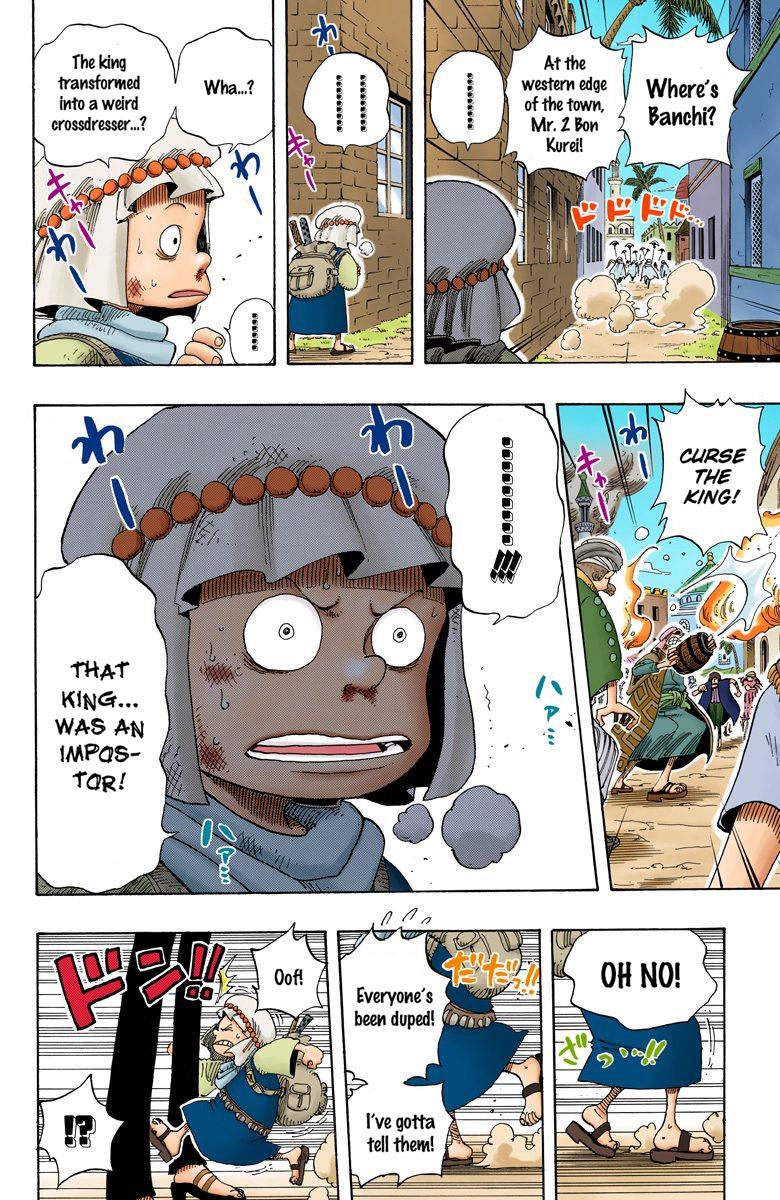 Where's
Banchi?
At the
western edge
of the town,
Mr. 2 Bon
Kurei!
ドドドド...
わー
キャー
Wha...?
The king
transformed
into a weird
crossdresser...?
わー
キャー
わー
CURSE
THE
KING!
わー
キャー
!!!
わー
わー
ハァ…
THAT
KING...
WAS AN
IMPOS-
TOR!
ハァ…
OH NO!
ざっ…!!
だだっ!!
Everyone's
been duped!
I've gotta
tell them!
Oof!
ドン!!
!?